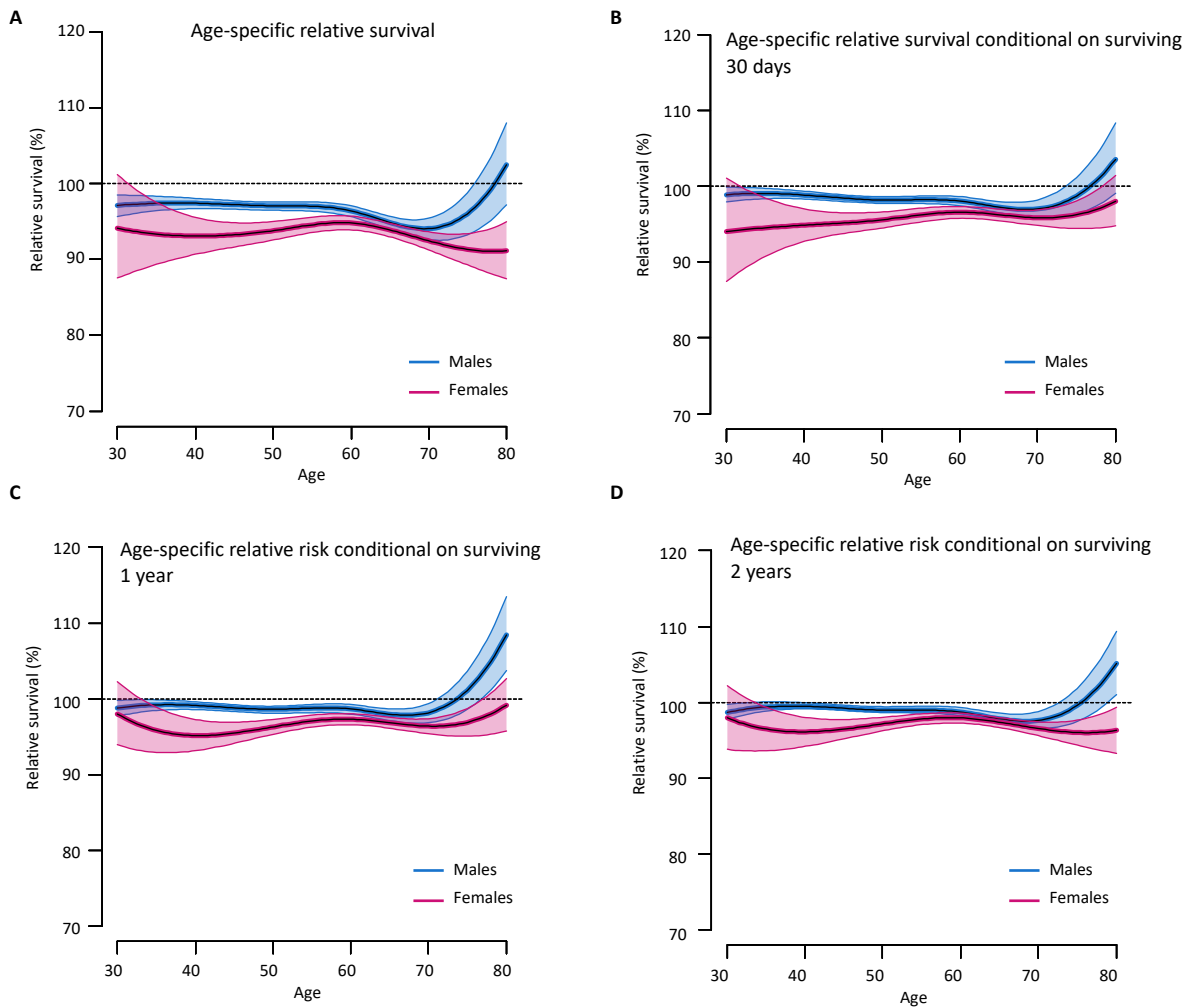 A
Age-specific relative survival
120
110
100
90
80
70
Relative survival (%)
Males
Females
30 40 50 60 70 80
Age
B
Age-specific relative survival conditional on surviving
30 days
120
110
100
90
80
70
Relative survival (%)
Males
Females
30 40 50 60 70 80
Age
C
Age-specific relative risk conditional on surviving
1 year
120
110
100
90
80
70
Relative survival (%)
Males
Females
30 40 50 60 70 80
Age
D
Age-specific relative risk conditional on surviving
2 years
120
110
100
90
80
70
Relative survival (%)
Males
Females
30 40 50 60 70 80
Age